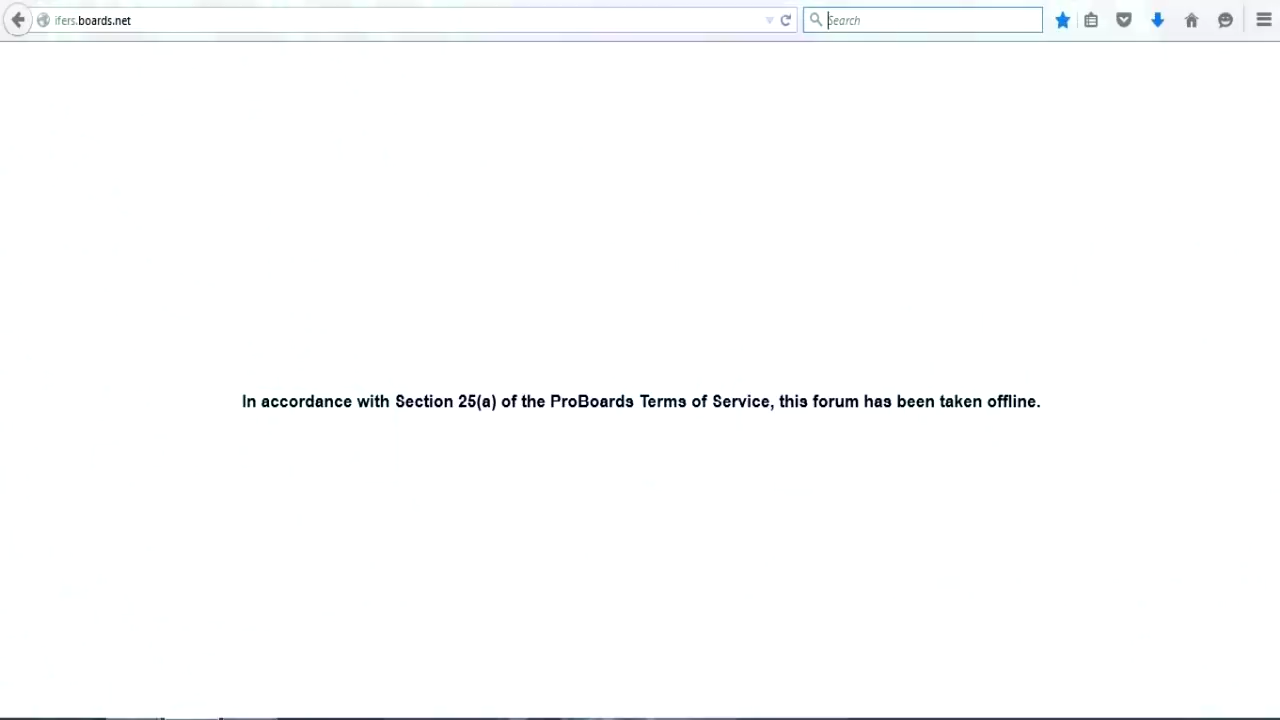 ifers.boards.net
Search
In accordance with Section 25(a) of the ProBoards Terms of Service, this forum has been taken offline.